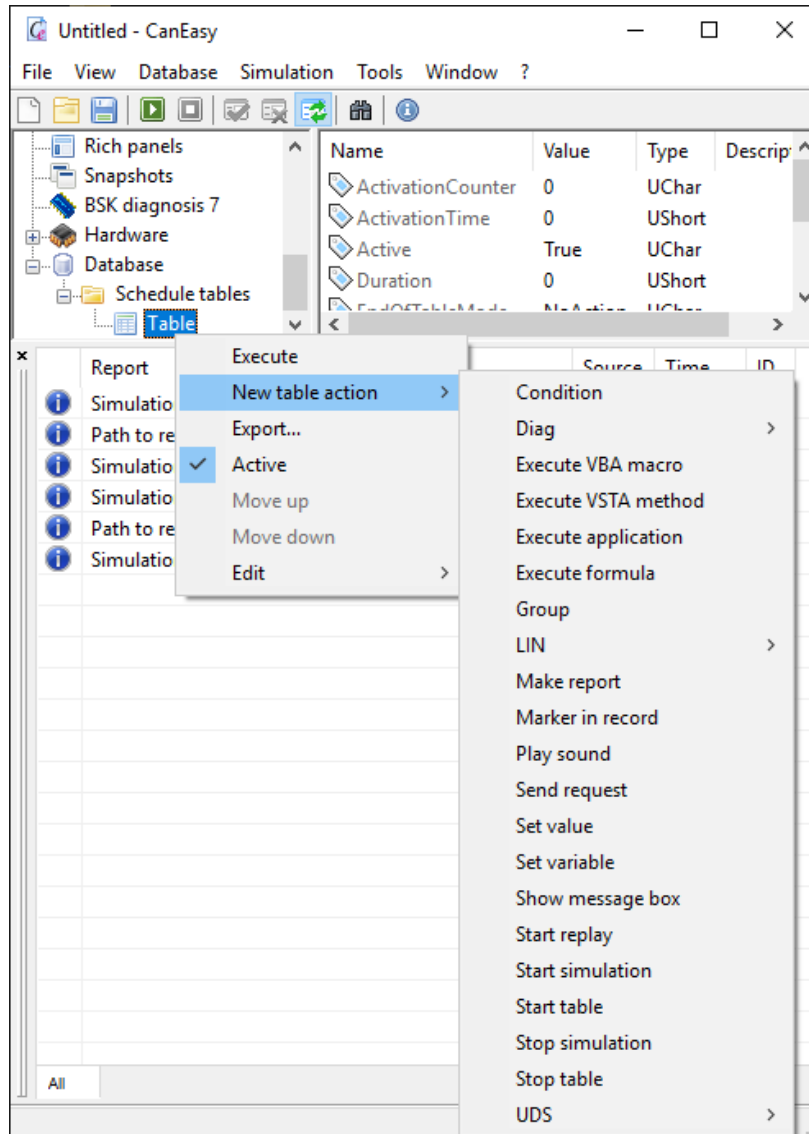 Untitled - CanEasy
File View Database Simulation Tools Window ?
Rich panels
Snapshots
BSK diagnosis 7
Hardware
Database
Schedule tables
Table
Name Value Type Descrip
ActivationCounter 0 UChar
ActivationTime 0 UShort
Active True UChar
Duration 0 UShort
EndOfTableMode NoAction UChar
Report Source Time ID
Simulatio
Path to re
Simulatio
Simulatio
Path to re
Simulatio
Execute
New table action
Export...
Active
Move up
Move down
Edit
Condition
Diag
Execute VBA macro
Execute VSTA method
Execute application
Execute formula
Group
LIN
Make report
Marker in record
Play sound
Send request
Set value
Set variable
Show message box
Start replay
Start simulation
Start table
Stop simulation
Stop table
UDS
All